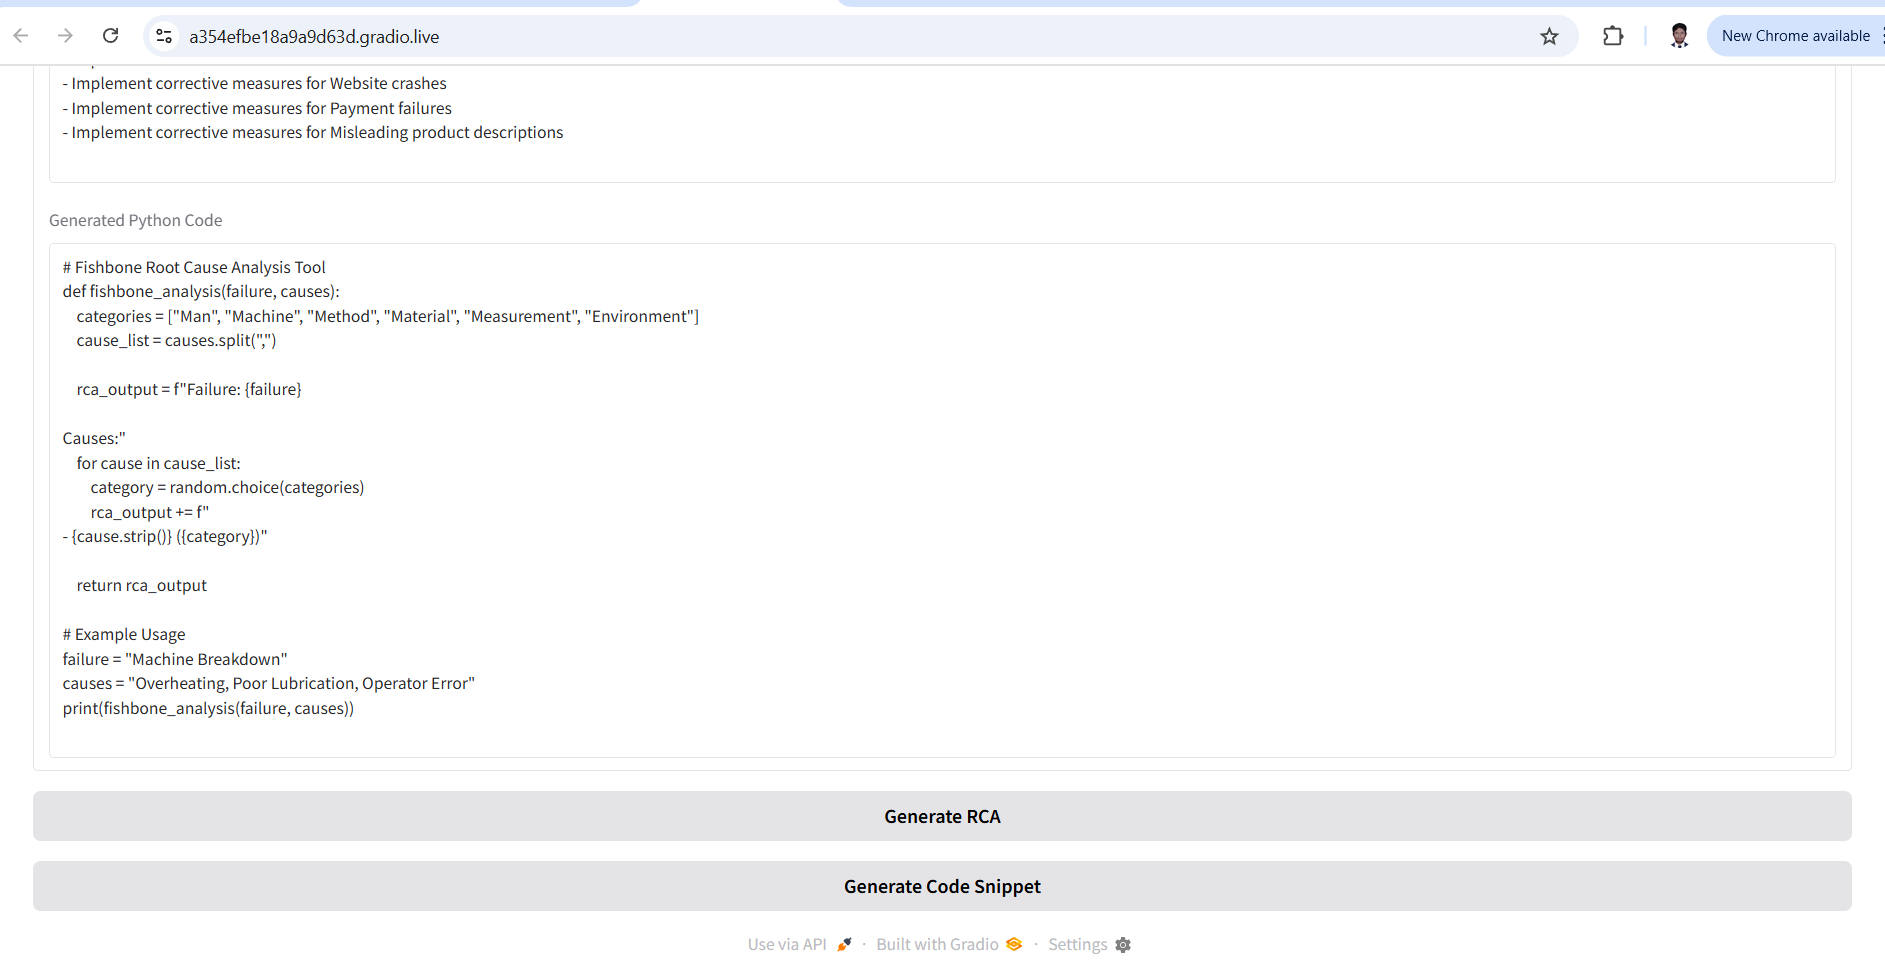 a354efbe18a9a9d63d.gradio.live
New Chrome available
- Implement corrective measures for Website crashes
- Implement corrective measures for Payment failures
- Implement corrective measures for Misleading product descriptions
Generated Python Code
# Fishbone Root Cause Analysis Tool
def fishbone_analysis(failure, causes):
    categories = ["Man", "Machine", "Method", "Material", "Measurement", "Environment"]
    cause_list = causes.split(",")
    rca_output = f"Failure: {failure}
Causes:"
    for cause in cause_list:
        category = random.choice(categories)
        rca_output += f"
- {cause.strip()} ({category})"
    return rca_output
# Example Usage
failure = "Machine Breakdown"
causes = "Overheating, Poor Lubrication, Operator Error"
print(fishbone_analysis(failure, causes))
Generate RCA
Generate Code Snippet
Use via API · Built with Gradio · Settings